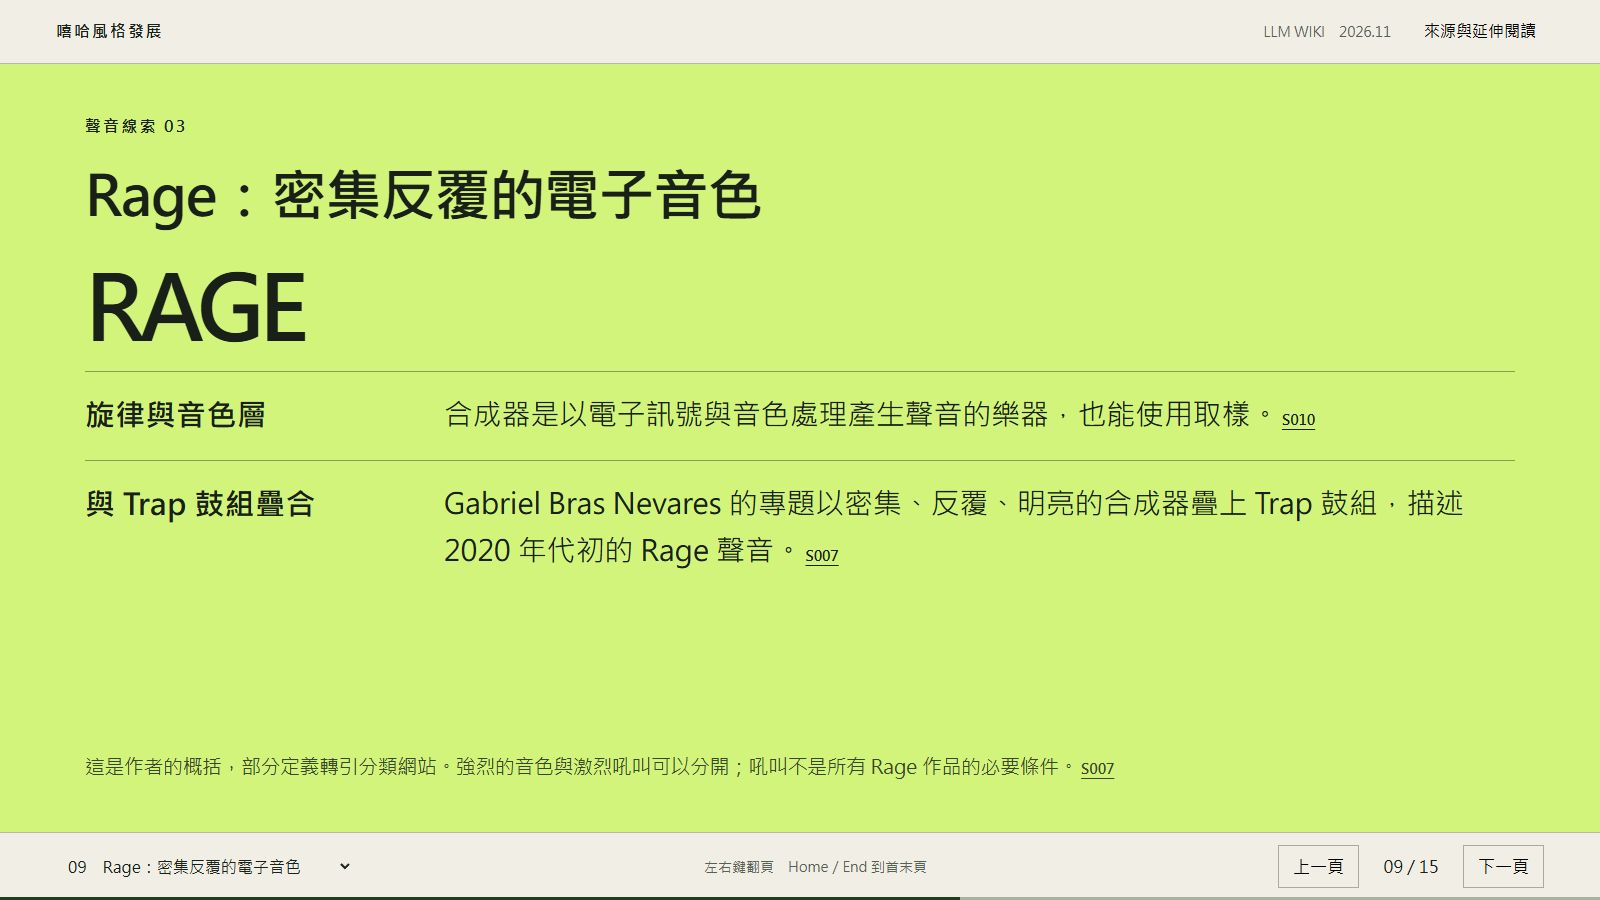 嘻哈風格發展
LLM WIKI 2026.11 來源與延伸閱讀
聲音線索 03
Rage：密集反覆的電子音色
RAGE
旋律與音色層
合成器是以電子訊號與音色處理產生聲音的樂器，也能使用取樣。S010
與 Trap 鼓組疊合
Gabriel Bras Nevares 的專題以密集、反覆、明亮的合成器疊上 Trap 鼓組，描述
2020 年代初的 Rage 聲音。S007
這是作者的概括，部分定義轉引分類網站。強烈的音色與激烈吼叫可以分開；吼叫不是所有 Rage 作品的必要條件。S007
09 Rage：密集反覆的電子音色
左右鍵翻頁 Home / End 到首末頁
上一頁 09 / 15 下一頁